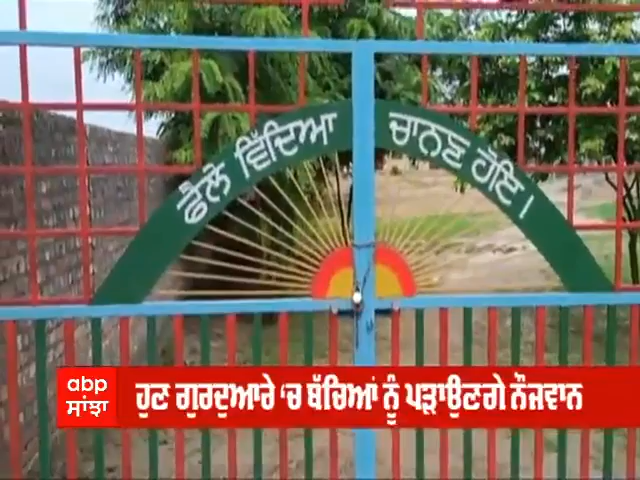 ਫੈਲੇ ਵਿੱਦਿਆ ਚਾਨਣ ਹੋਇ।
abp ਸਾਂਝਾ
ਹੁਣ ਗੁਰਦੁਆਰੇ 'ਚ ਬੱਚਿਆਂ ਨੂੰ ਪੜ੍ਹਾਉਣਗੇ ਨੌਜਵਾਨ